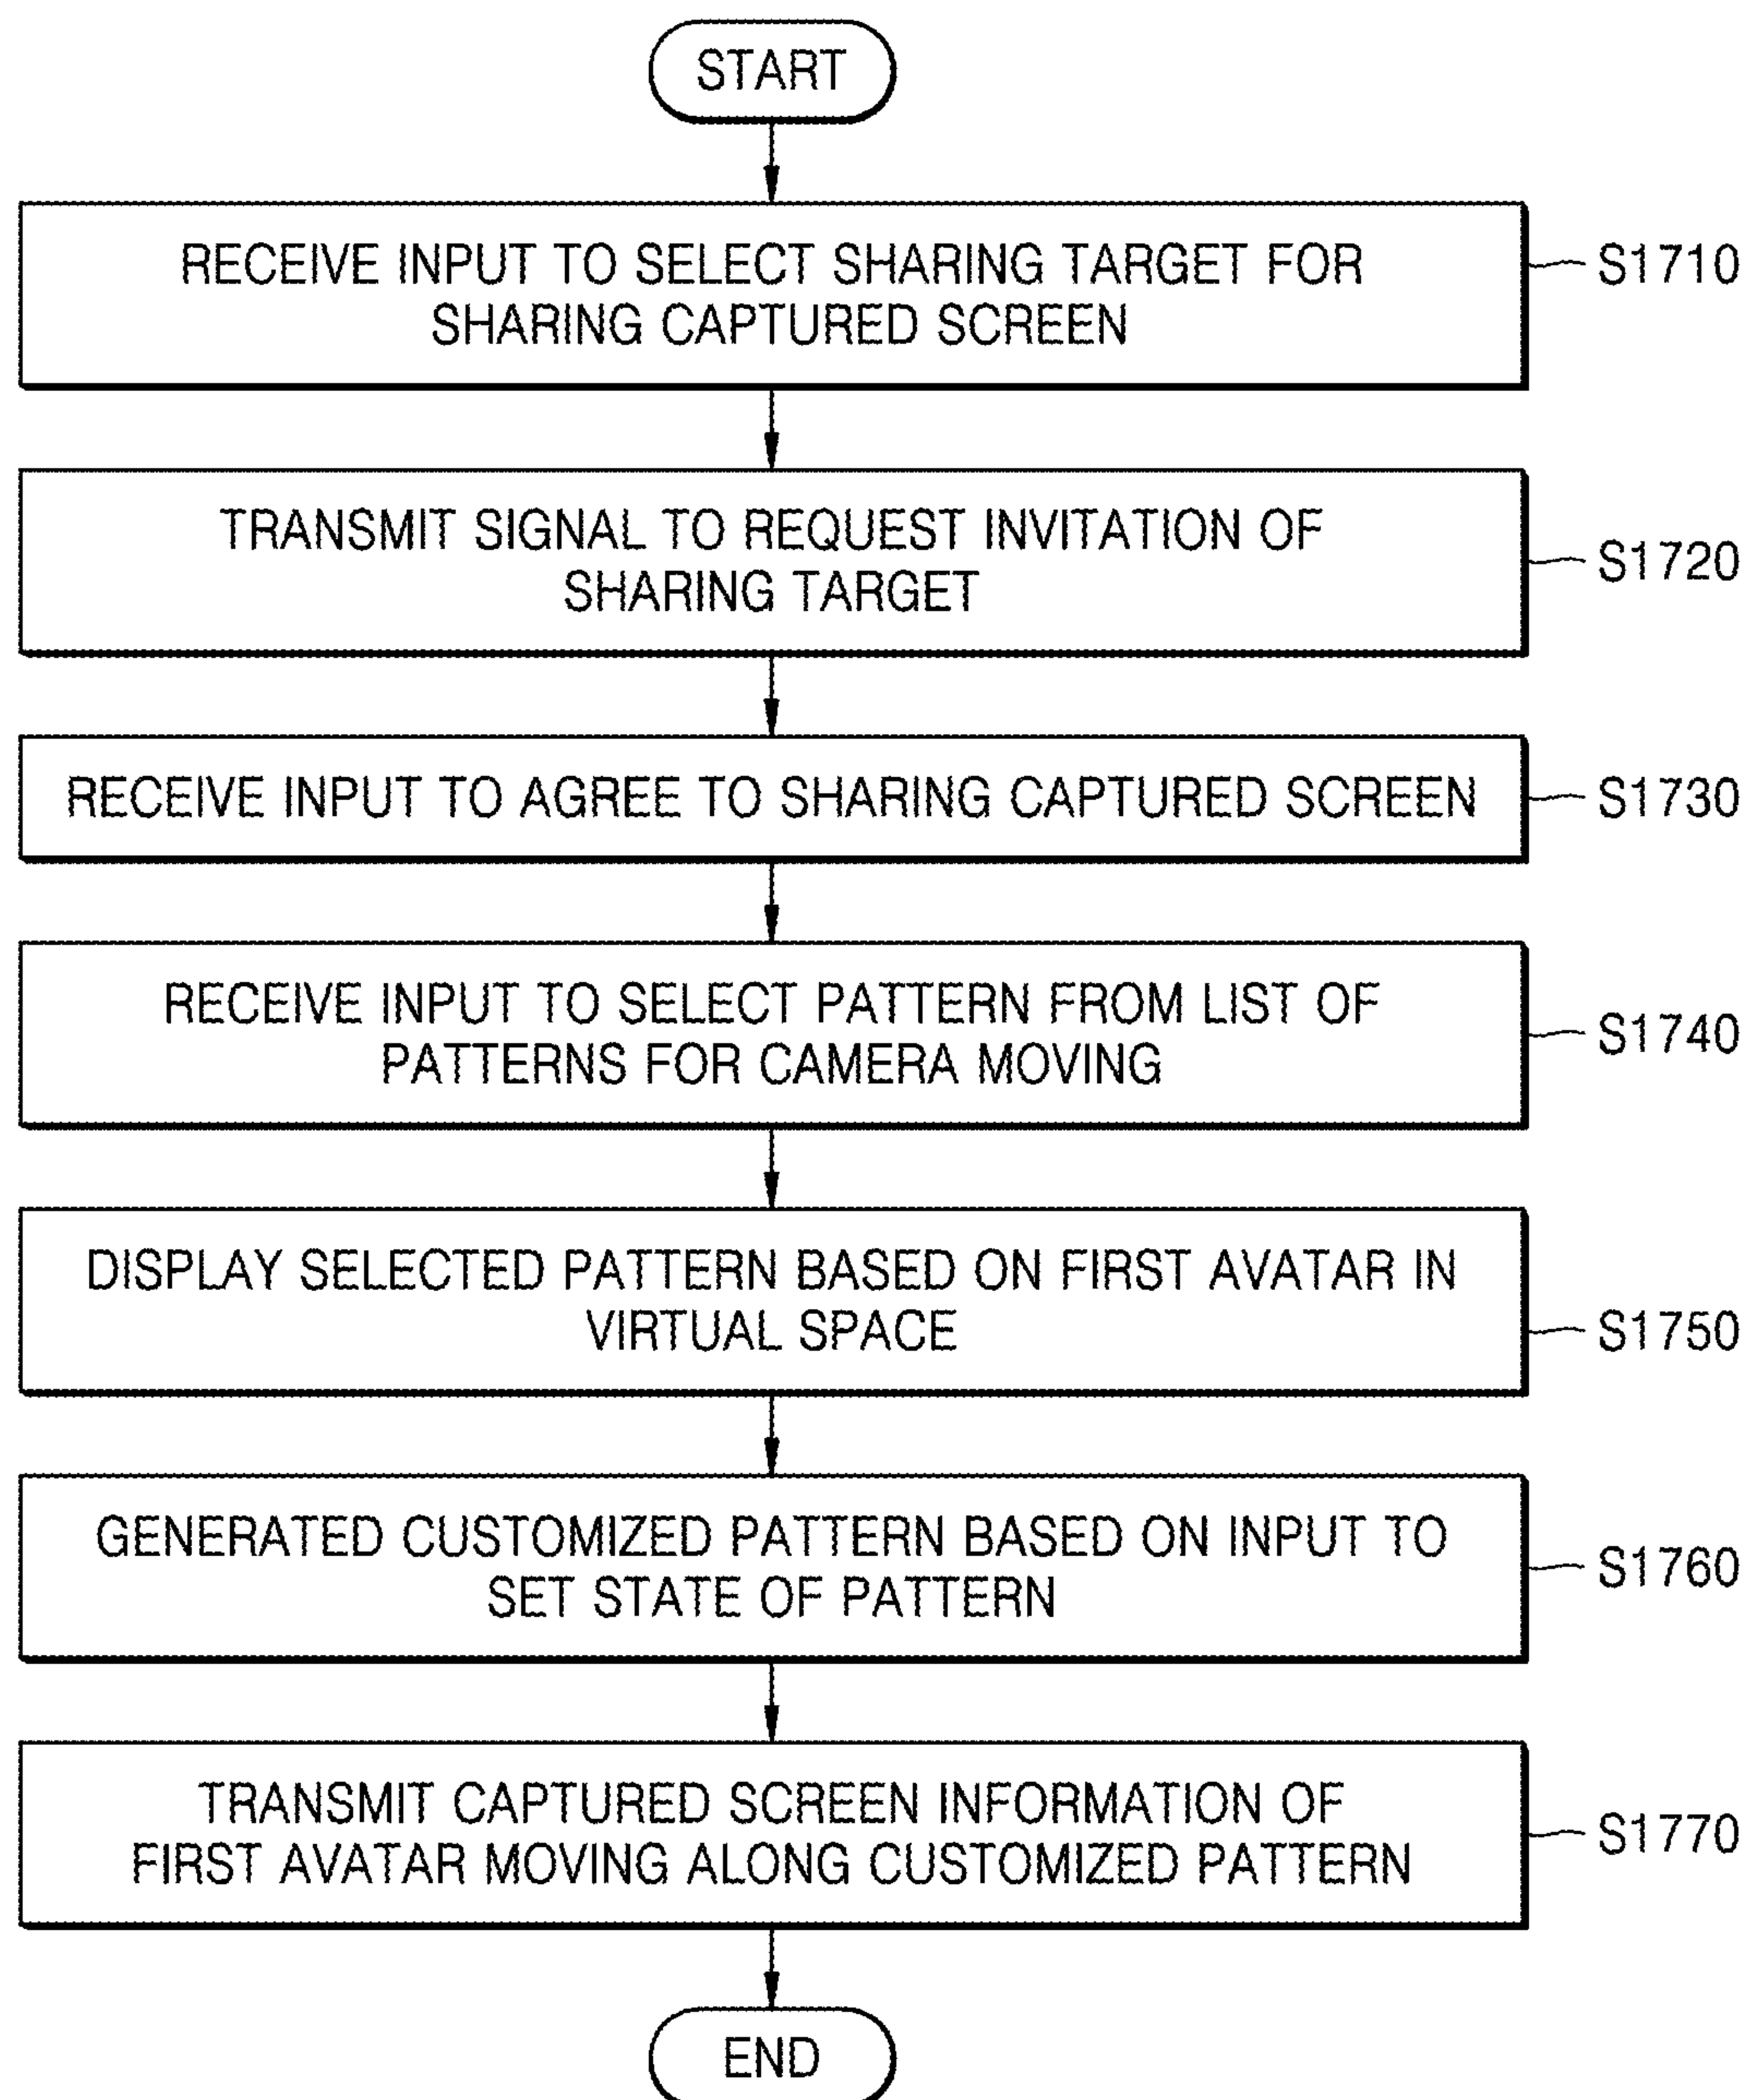 START
RECEIVE INPUT TO SELECT SHARING TARGET FOR
SHARING CAPTURED SCREEN
S1710
TRANSMIT SIGNAL TO REQUEST INVITATION OF
SHARING TARGET
S1720
RECEIVE INPUT TO AGREE TO SHARING CAPTURED SCREEN
S1730
RECEIVE INPUT TO SELECT PATTERN FROM LIST OF
PATTERNS FOR CAMERA MOVING
S1740
DISPLAY SELECTED PATTERN BASED ON FIRST AVATAR IN
VIRTUAL SPACE
S1750
GENERATED CUSTOMIZED PATTERN BASED ON INPUT TO
SET STATE OF PATTERN
S1760
TRANSMIT CAPTURED SCREEN INFORMATION OF
FIRST AVATAR MOVING ALONG CUSTOMIZED PATTERN
S1770
END